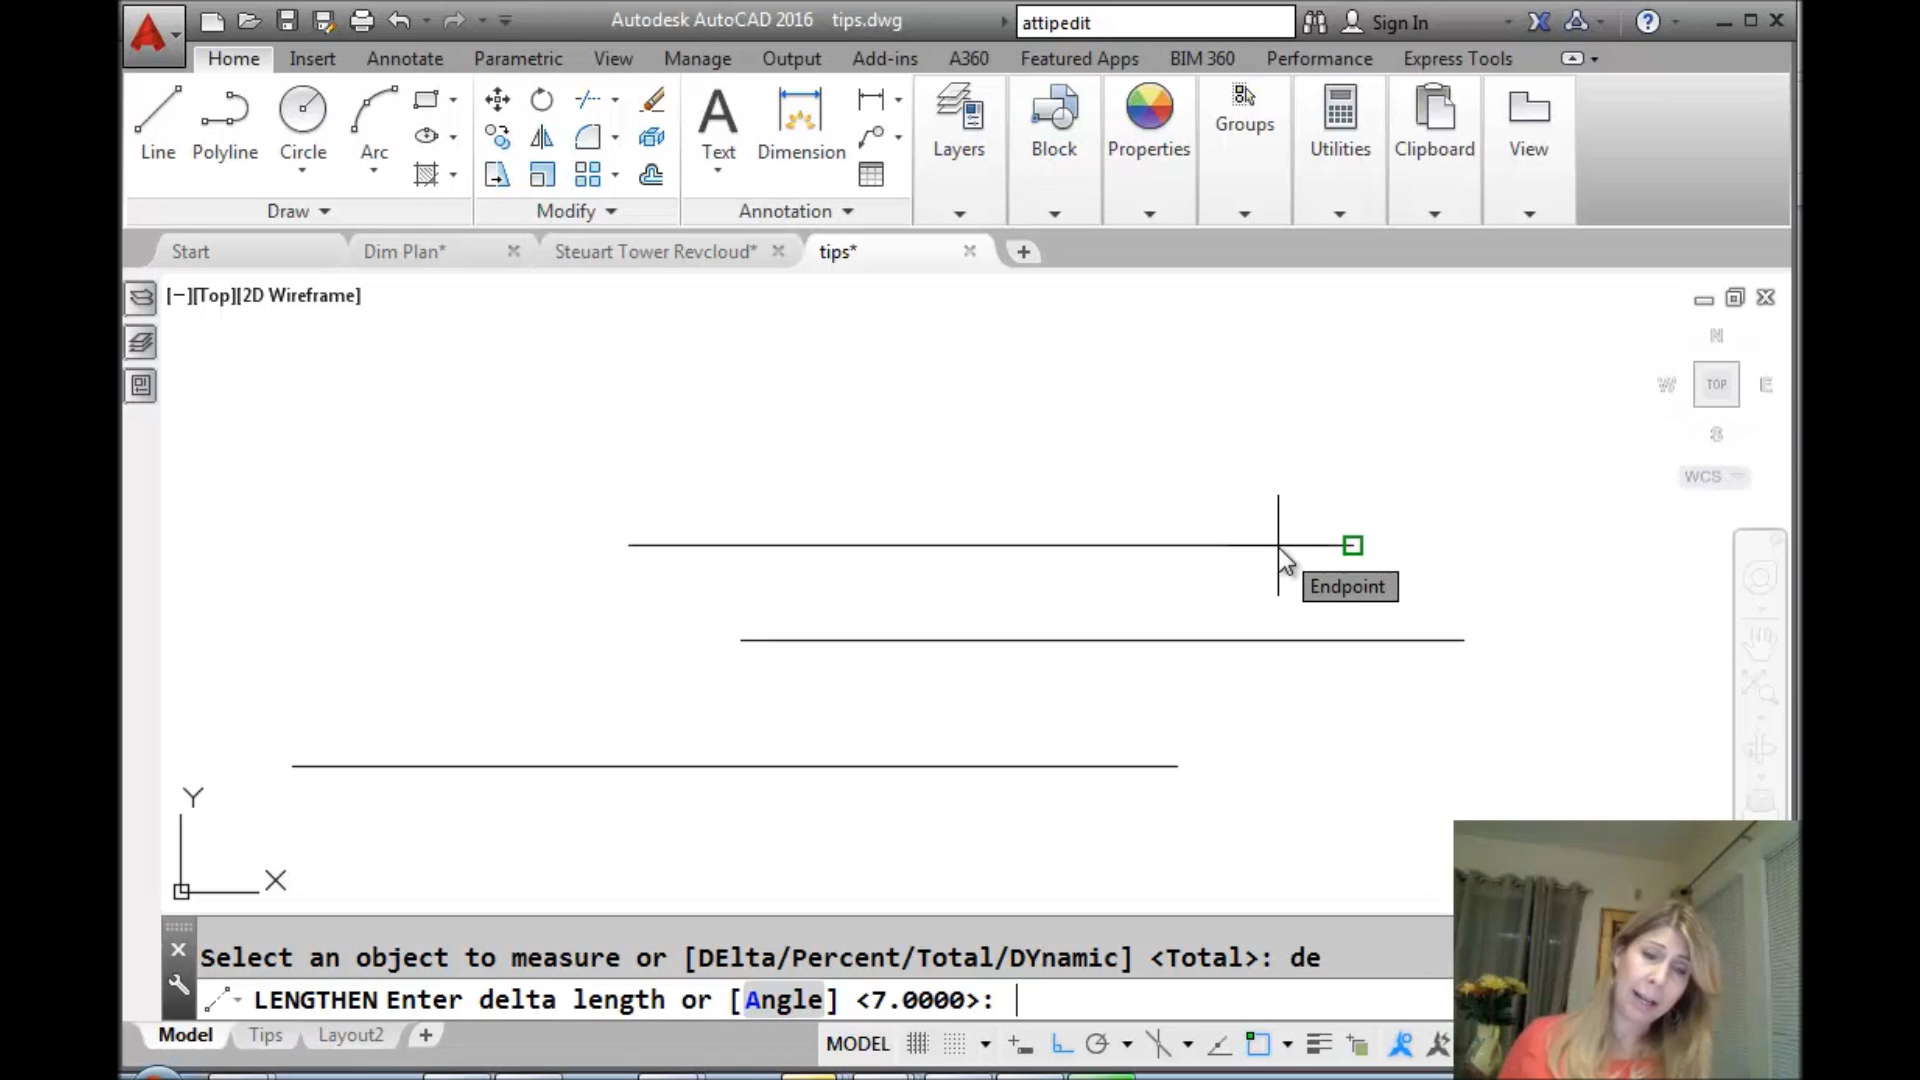 Autodesk AutoCAD 2016 tips.dwg
attipedit
Sign In
Home Insert Annotate Parametric View Manage Output Add-ins A360 Featured Apps BIM 360 Performance Express Tools
Line Polyline Circle Arc
Text Dimension
Layers Block Properties Groups Utilities Clipboard View
Draw Modify Annotation
Start Dim Plan* Steuart Tower Revcloud* tips*
[−][Top][2D Wireframe]
N
W TOP E
S
WCS
Endpoint
Y
X
Select an object to measure or [DElta/Percent/Total/DYnamic] <Total>: de
LENGTHEN Enter delta length or [Angle] <7.0000>:
Model Tips Layout2 +
MODEL